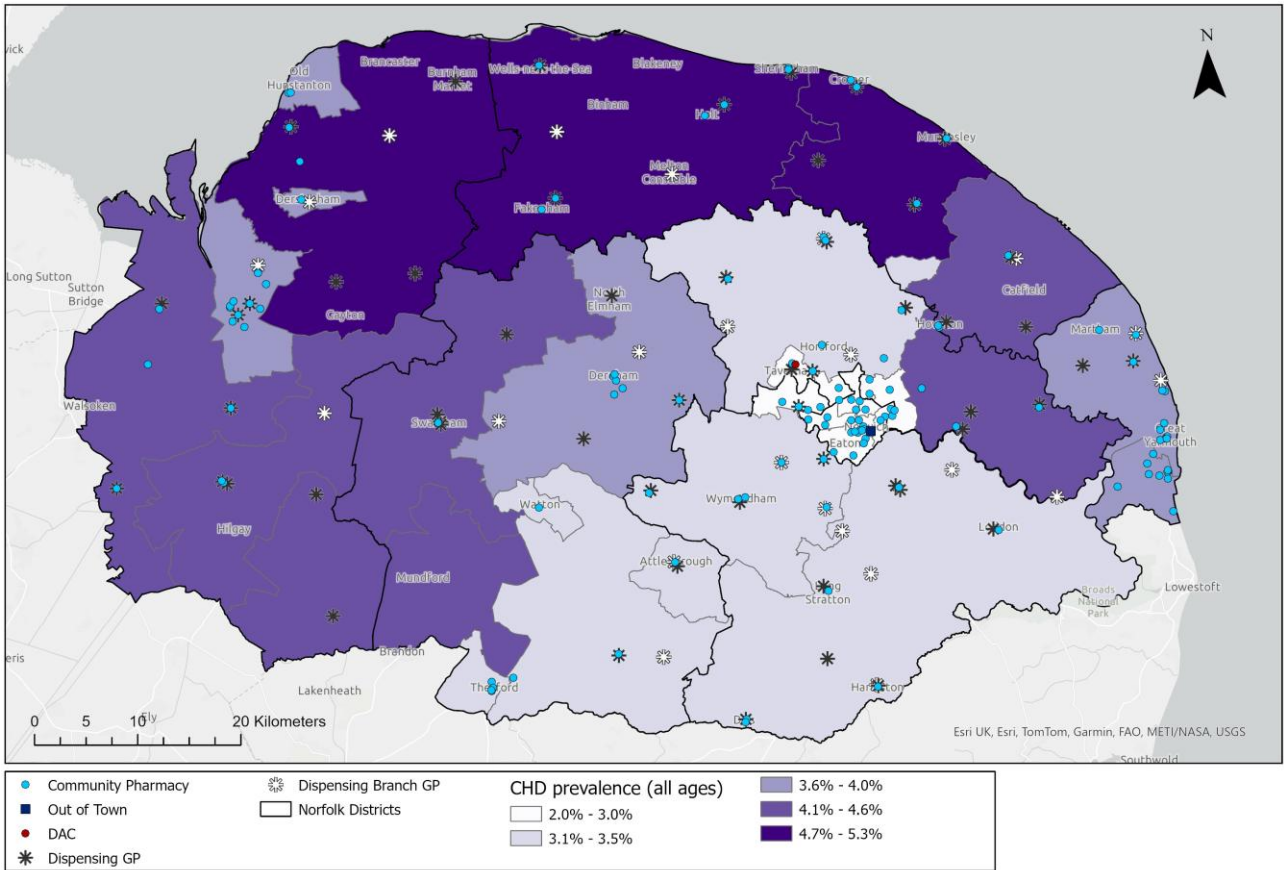 wick
N
Old
Hunstanton
Brancaster
Burnham
Market
Wells-next-the-Sea
Blakeney
Sheringham
Cromer
Binham
Holt
Mundesley
Melton
Constable
Dersingham
Fakenham
Long Sutton
Sutton
Bridge
Gayton
North
Elmham
Catfield
Martham
Horsford
Taverham
Dereham
Walsoken
Swaffham
Eaton
Great
Yarmouth
Watton
Wymondham
Loddon
Hilgay
Attleborough
Mundford
Long
Stratton
Broads
National
Park
Lowestoft
Brandon
eris
Lakenheath
Thetford
Harleston
Diss
0 5 10 20 Kilometers
Ely
Esri UK, Esri, TomTom, Garmin, FAO, METI/NASA, USGS
Southwold
Community Pharmacy
Out of Town
DAC
Dispensing GP
Dispensing Branch GP
Norfolk Districts
CHD prevalence (all ages)
2.0% - 3.0%
3.1% - 3.5%
3.6% - 4.0%
4.1% - 4.6%
4.7% - 5.3%